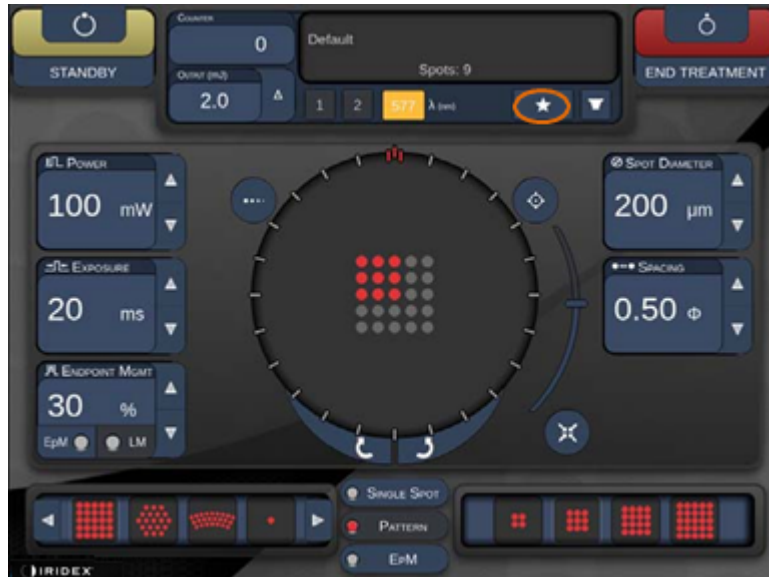 STANDBY
COUNTER
0
OUTPUT (mJ)
2.0
Default
Spots: 9
1 2 577 λ (nm)
END TREATMENT
POWER
100 mW
EXPOSURE
20 ms
ENDPOINT MGMT
30 %
EpM LM
SPOT DIAMETER
200 μm
SPACING
0.50 Φ
SINGLE SPOT
PATTERN
EPM
IRIDEX